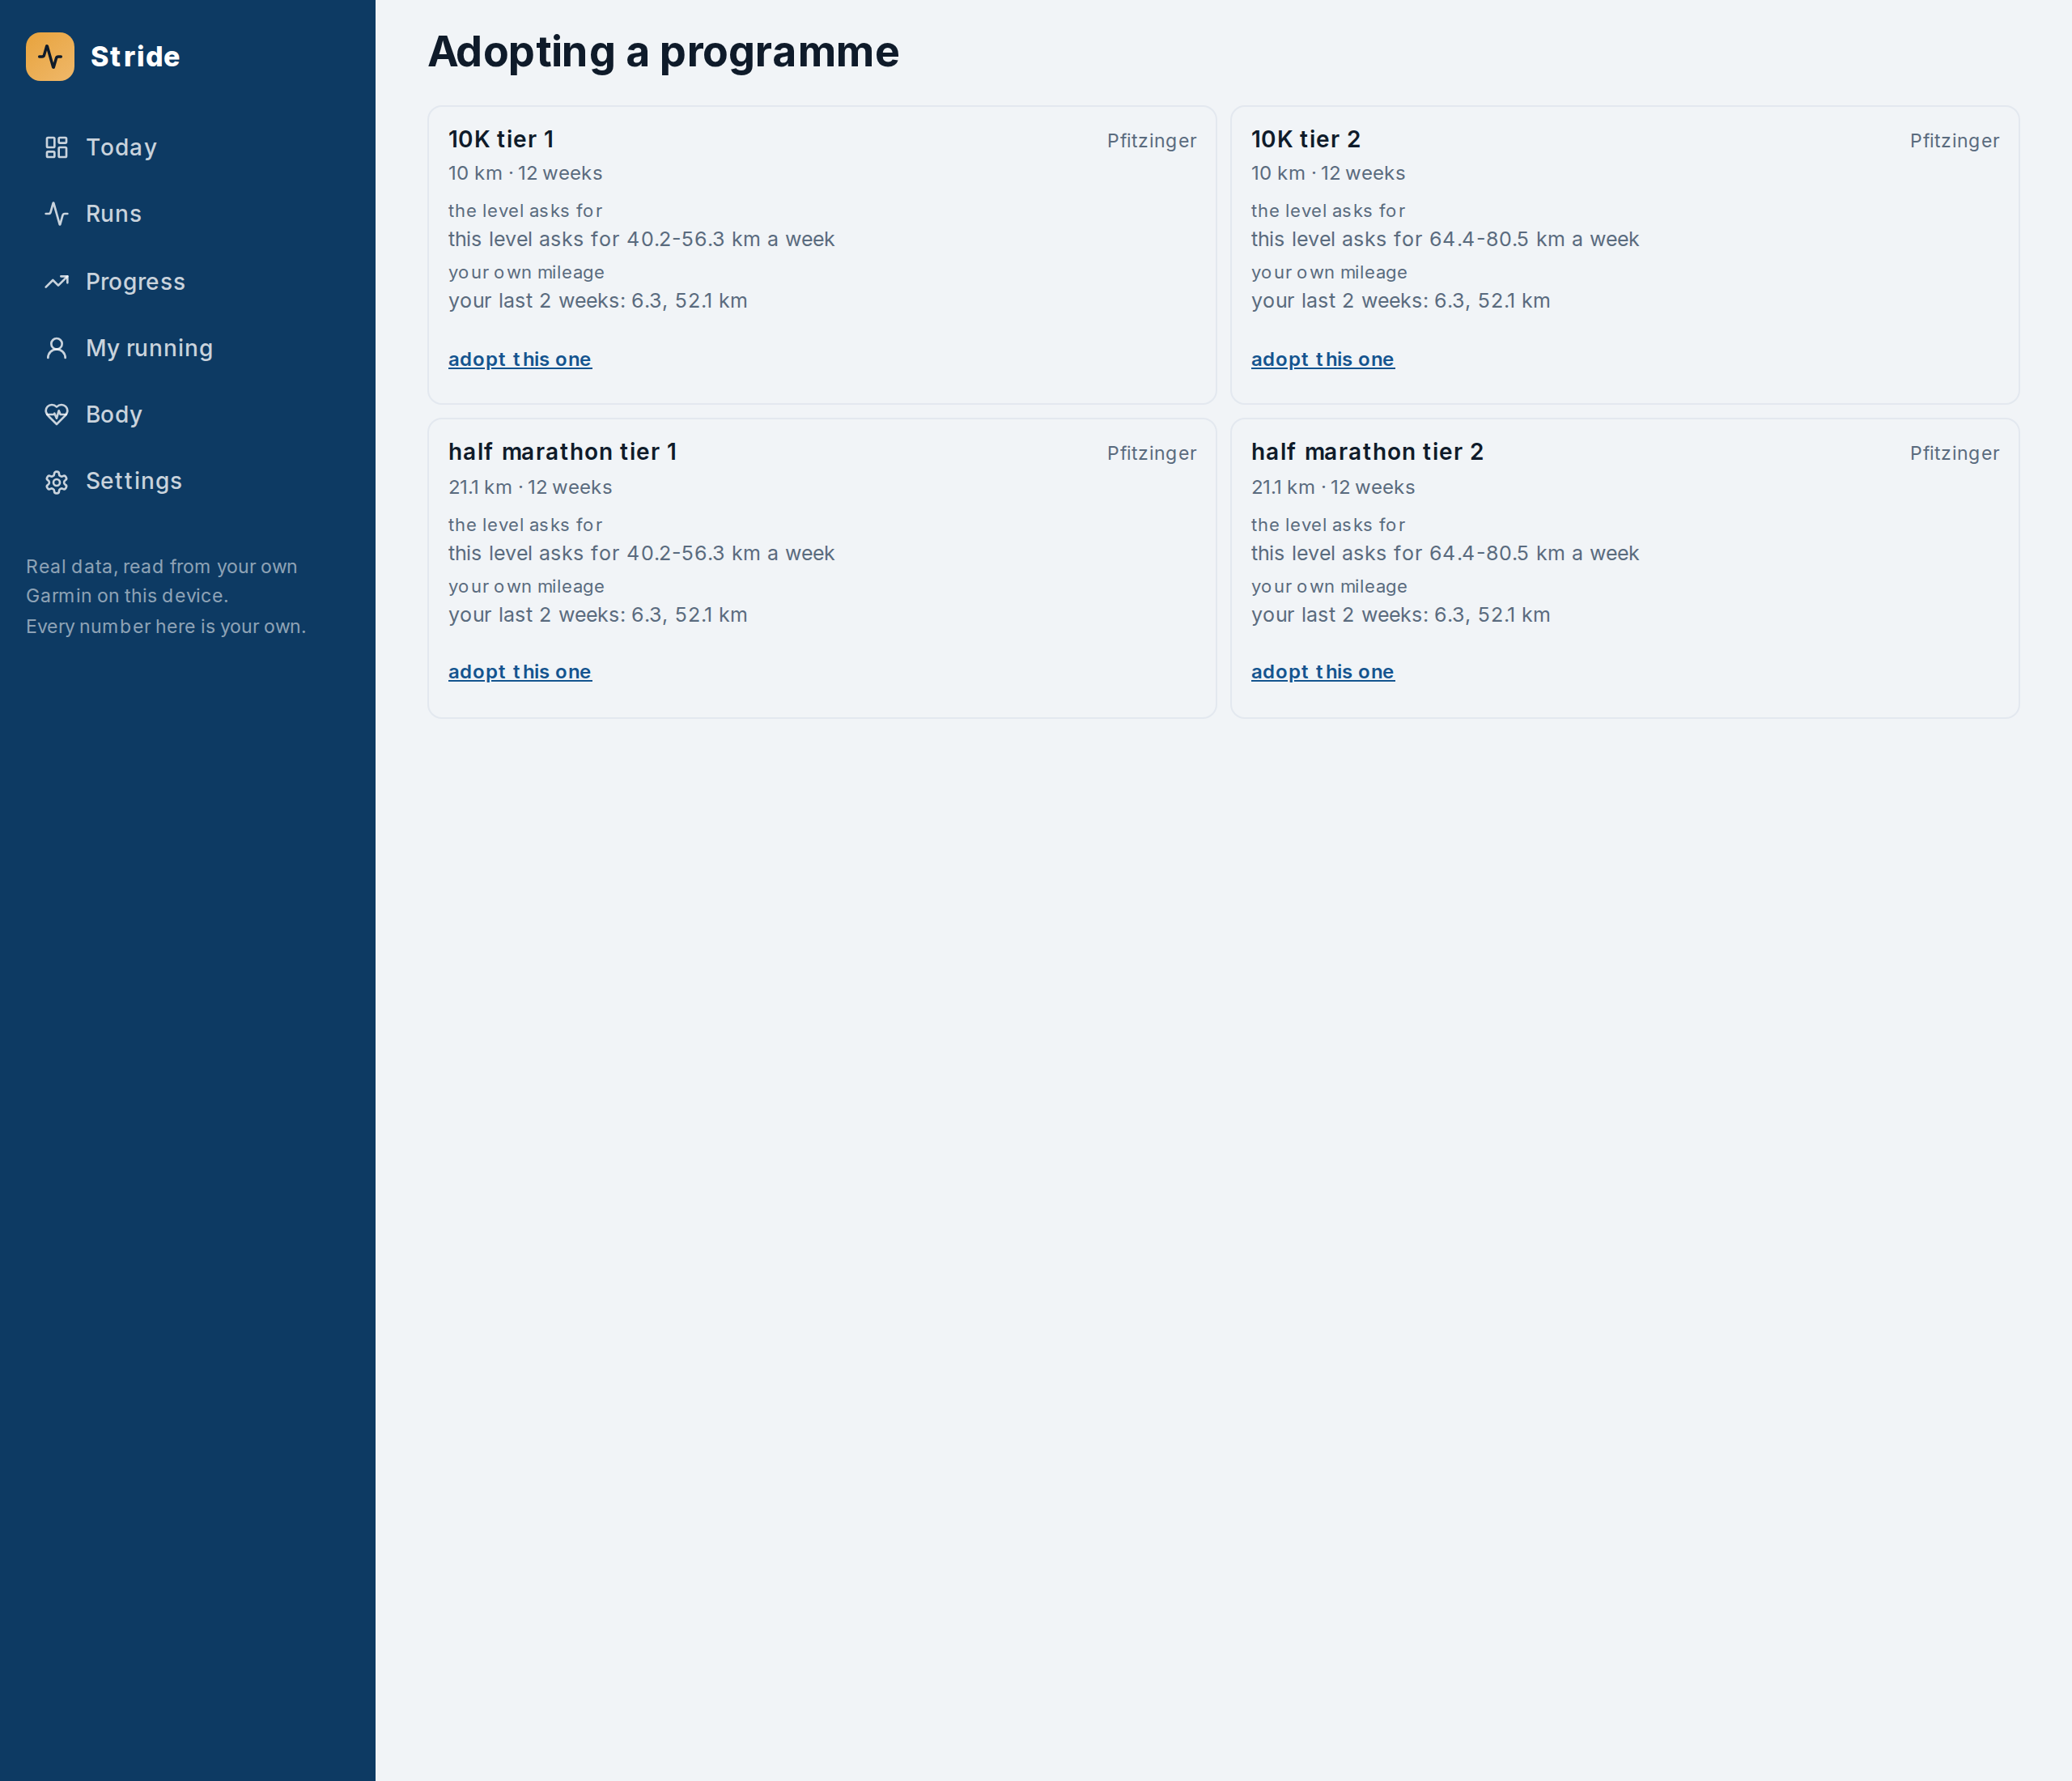 Stride
Today
Runs
Progress
My running
Body
Settings
Real data, read from your own
Garmin on this device.
Every number here is your own.
Adopting a programme
10K tier 1
Pfitzinger
10 km · 12 weeks
the level asks for
this level asks for 40.2-56.3 km a week
your own mileage
your last 2 weeks: 6.3, 52.1 km
adopt this one
10K tier 2
Pfitzinger
10 km · 12 weeks
the level asks for
this level asks for 64.4-80.5 km a week
your own mileage
your last 2 weeks: 6.3, 52.1 km
adopt this one
half marathon tier 1
Pfitzinger
21.1 km · 12 weeks
the level asks for
this level asks for 40.2-56.3 km a week
your own mileage
your last 2 weeks: 6.3, 52.1 km
adopt this one
half marathon tier 2
Pfitzinger
21.1 km · 12 weeks
the level asks for
this level asks for 64.4-80.5 km a week
your own mileage
your last 2 weeks: 6.3, 52.1 km
adopt this one